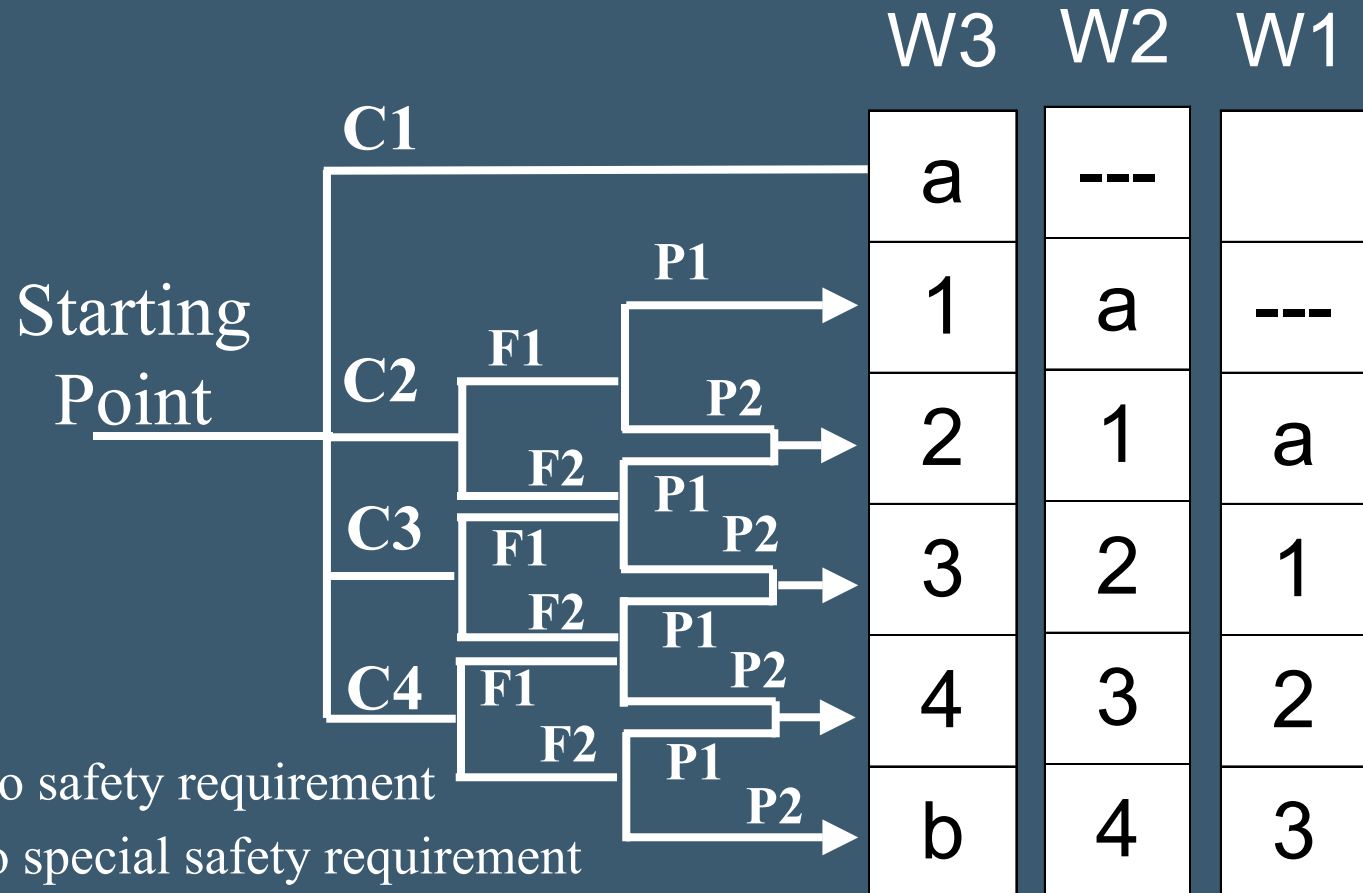 W3 W2 W1
C1
a ---
P1
Starting
Point
1 a ---
F1
C2
P2
2 1 a
F2
P1
C3
P2
F1
3 2 1
F2
P1
P2
C4
F1
4 3 2
F2
P1
safety requirement
P2
special safety requirement
b 4 3